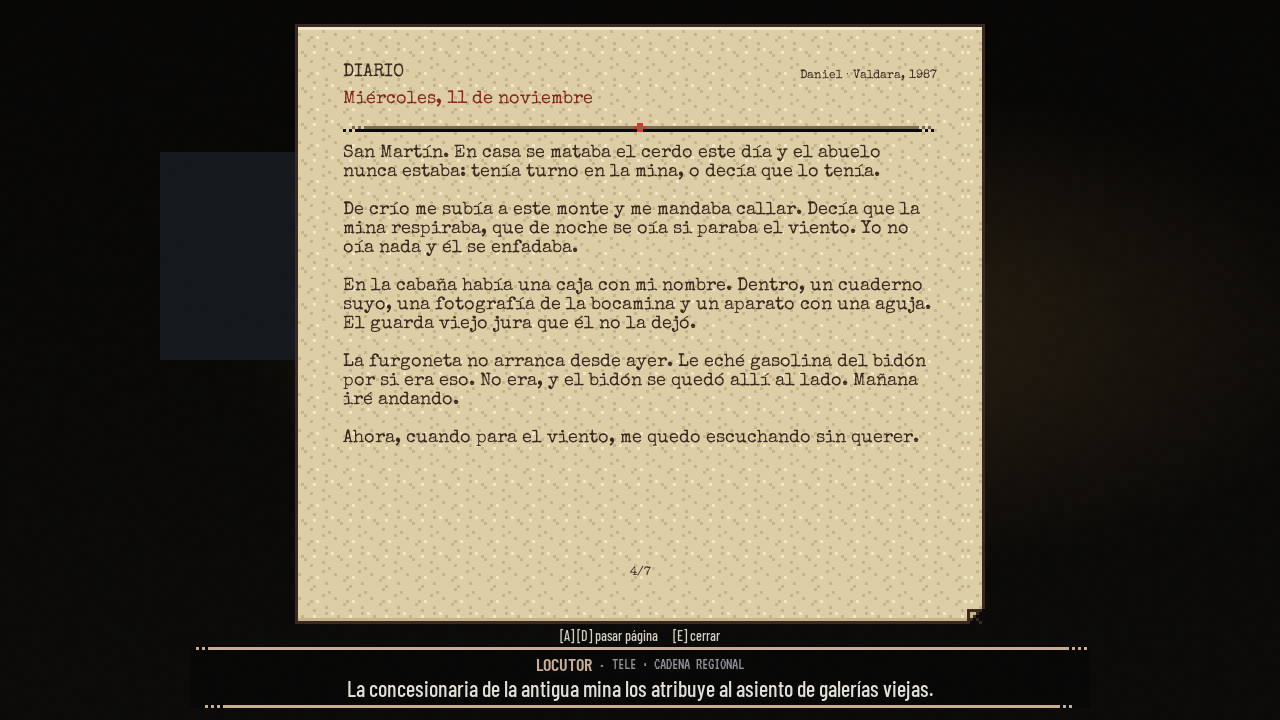 DIARIO
Daniel · Valdara, 1987
Miércoles, 11 de noviembre
San Martín. En casa se mataba el cerdo este día y el abuelo
nunca estaba: tenía turno en la mina, o decía que lo tenía.
De crío me subía a este monte y me mandaba callar. Decía que la
mina respiraba, que de noche se oía si paraba el viento. Yo no
oía nada y él se enfadaba.
En la cabaña había una caja con mi nombre. Dentro, un cuaderno
suyo, una fotografía de la bocamina y un aparato con una aguja.
El guarda viejo jura que él no la dejó.
La furgoneta no arranca desde ayer. Le eché gasolina del bidón
por si era eso. No era, y el bidón se quedó allí al lado. Mañana
iré andando.
Ahora, cuando para el viento, me quedo escuchando sin querer.
4/7
[A][D] pasar página [E] cerrar
LOCUTOR · TELE · CADENA REGIONAL
La concesionaria de la antigua mina los atribuye al asiento de galerías viejas.